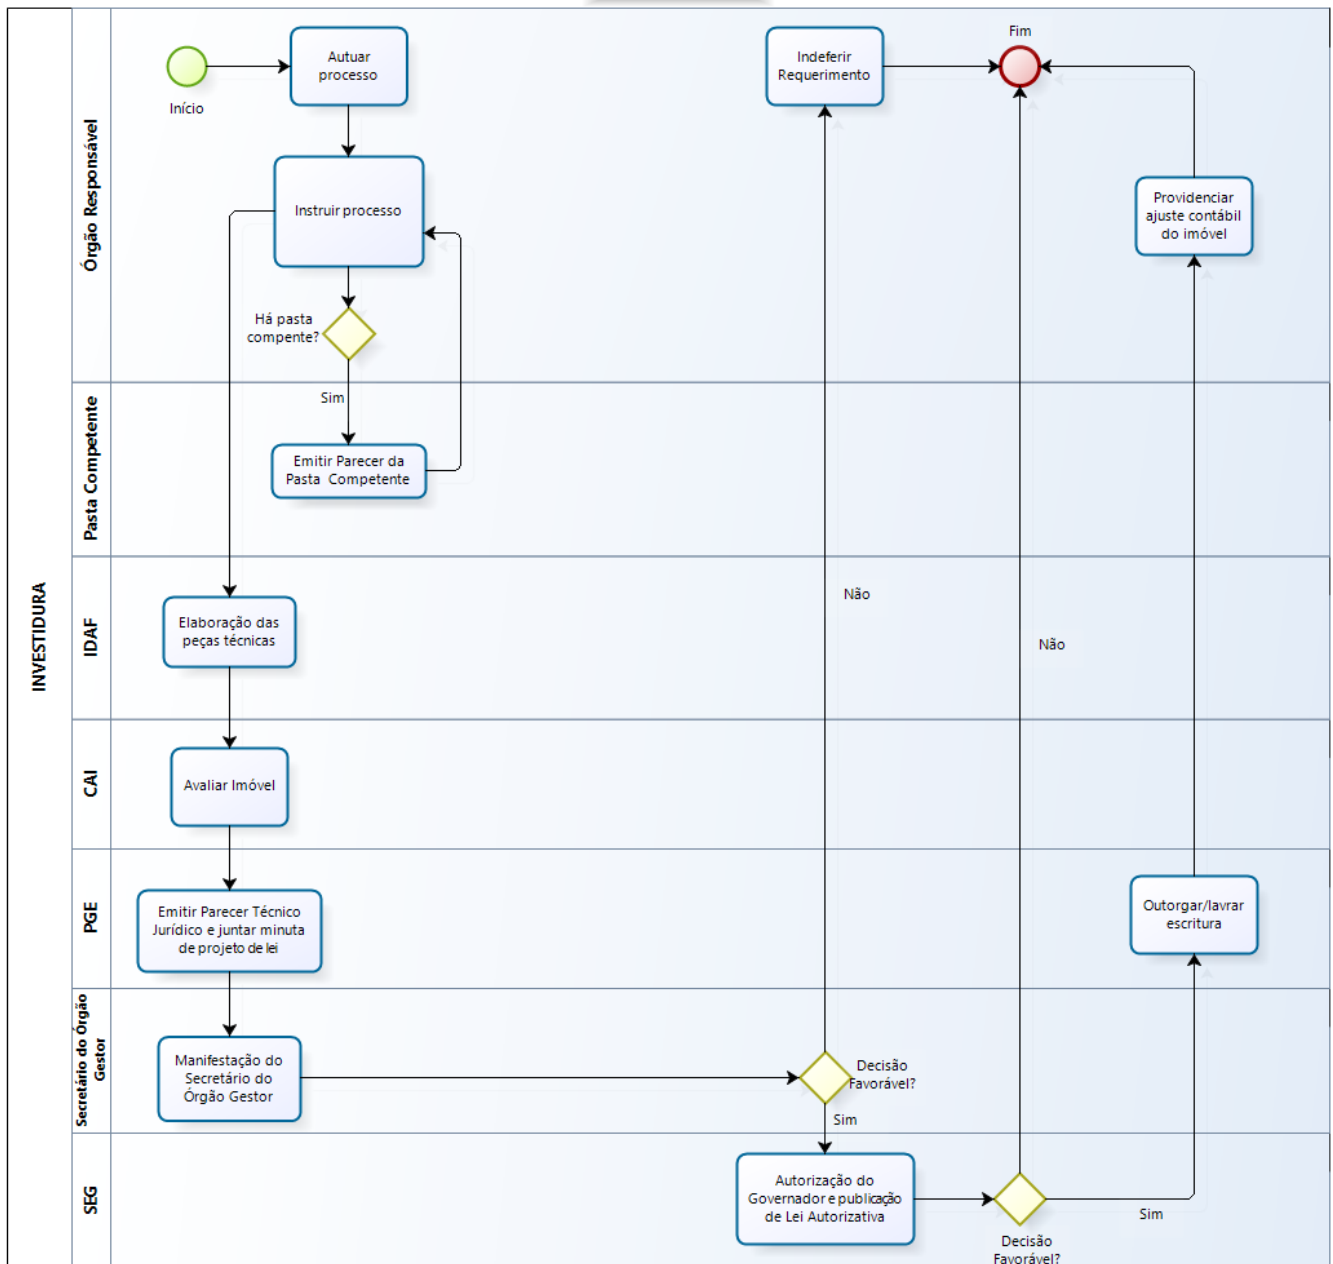 INVESTIDURA
Órgão Responsável
Início
Autuar
processo
Instruir processo
Há pasta
compente?
Sim
Indeferir
Requerimento
Fim
Providenciar
ajuste contábil
do imóvel
Pasta Competente
Emitir Parecer da
Pasta Competente
IDAF
Elaboração das
peças técnicas
Não
Não
CAI
Avaliar Imóvel
PGE
Emitir Parecer Técnico
Jurídico e juntar minuta
de projeto de lei
Outorgar/lavrar
escritura
Secretário do Órgão
Gestor
Manifestação do
Secretário do
Órgão Gestor
Decisão
Favorável?
Sim
SEG
Autorização do
Governador e publicação
de Lei Autorizativa
Decisão
Favorável?
Sim